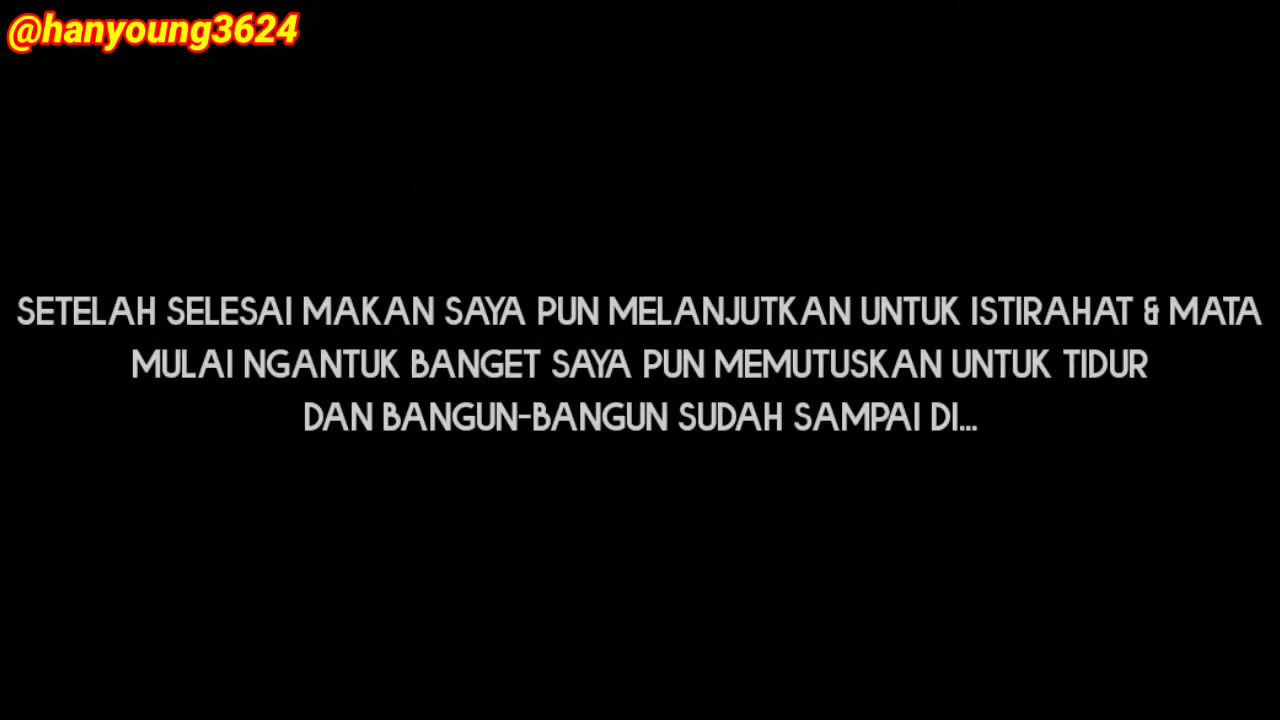 @hanyoung3624
SETELAH SELESAI MAKAN SAYA PUN MELANJUTKAN UNTUK ISTIRAHAT & MATA
MULAI NGANTUK BANGET SAYA PUN MEMUTUSKAN UNTUK TIDUR
DAN BANGUN-BANGUN SUDAH SAMPAI DI...